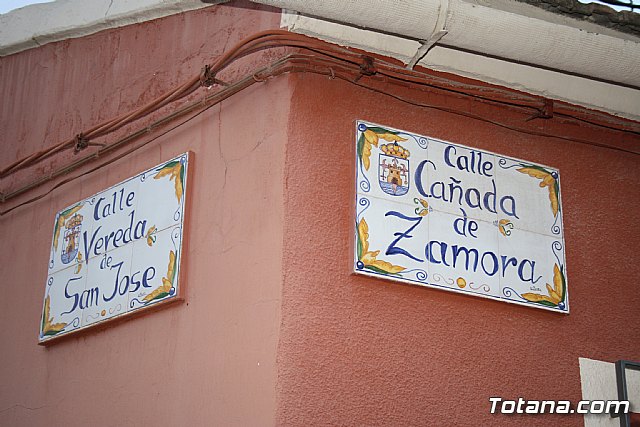 Calle
Vereda
de
San Jose
Calle
Cañada
de
Zamora
Totana.com